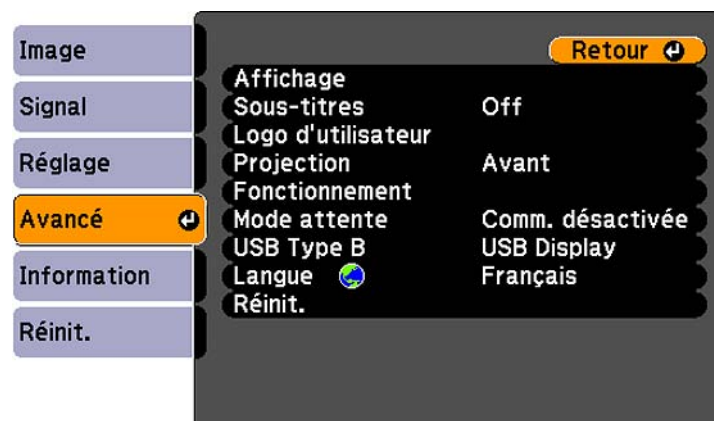 Image
Signal
Réglage
Avancé
Information
Réinit.
Retour
Affichage
Sous-titres Off
Logo d'utilisateur
Projection Avant
Fonctionnement
Mode attente Comm. désactivée
USB Type B USB Display
Langue Français
Réinit.